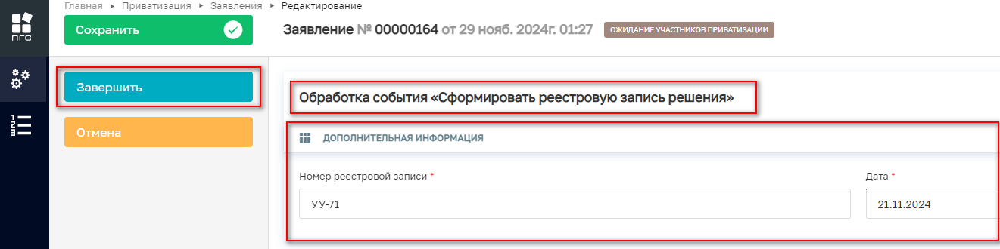 Главная ▸ Приватизация ▸ Заявления ▸ Редактирование
нгс
Сохранить
Заявление № 00000164 от 29 нояб. 2024г. 01:27
ОЖИДАНИЕ УЧАСТНИКОВ ПРИВАТИЗАЦИИ
Завершить
Отмена
Обработка события «Сформировать реестровую запись решения»
ДОПОЛНИТЕЛЬНАЯ ИНФОРМАЦИЯ
Номер реестровой записи *
Дата *
УУ-71
21.11.2024